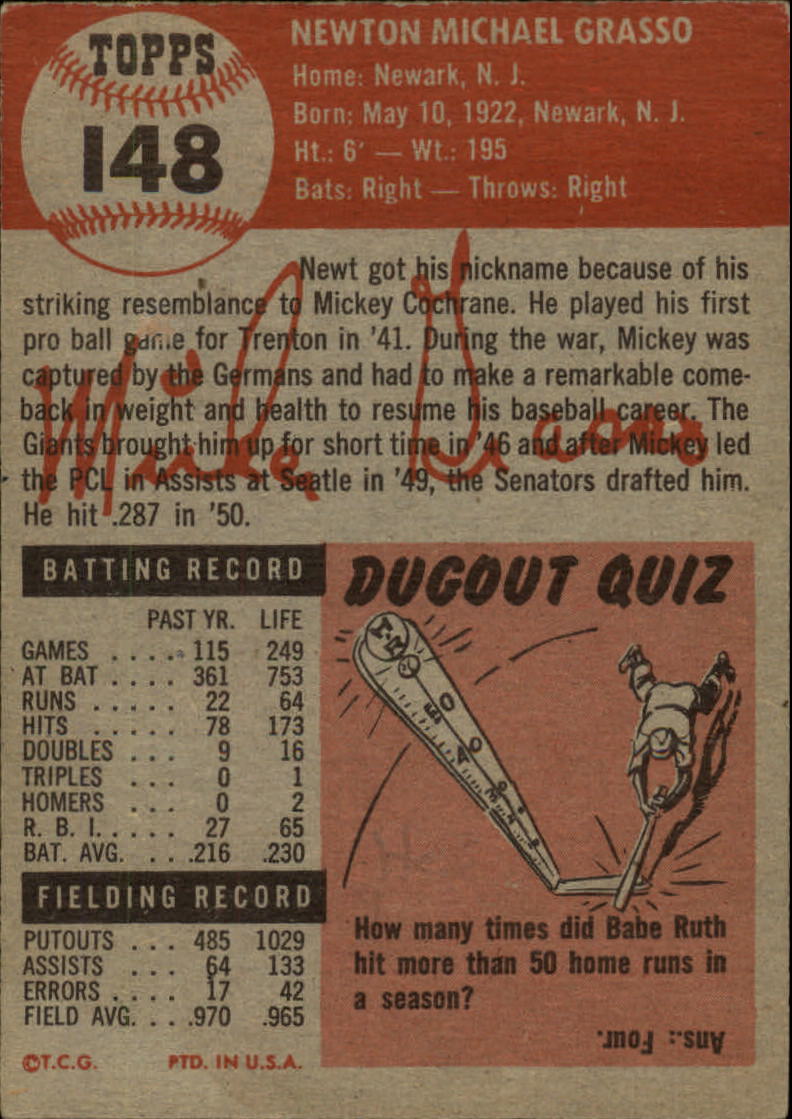 TOPPS
148
NEWTON MICHAEL GRASSO
Home: Newark, N. J.
Born: May 10, 1922, Newark, N. J.
Ht.: 6' — Wt.: 195
Bats: Right — Throws: Right
Newt got his nickname because of his
striking resemblance to Mickey Cochrane. He played his first
pro ball game for Trenton in '41. During the war, Mickey was
captured by the Germans and had to make a remarkable come-
back in weight and health to resume his baseball career. The
Giants brought him up for short time in '46 and after Mickey led
the PCL in Assists at Seatle in '49, the Senators drafted him.
He hit .287 in '50.
BATTING RECORD
PAST YR. LIFE
GAMES . . . . . 115 249
AT BAT . . . . 361 753
RUNS . . . . . 22 64
HITS . . . . . 78 173
DOUBLES . . . 9 16
TRIPLES . . . 0 1
HOMERS . . . 0 2
R. B. I. . . . . 27 65
BAT. AVG. . . .216 .230
FIELDING RECORD
PUTOUTS . . . 485 1029
ASSISTS . . . 64 133
ERRORS . . . . 17 42
FIELD AVG. . . .970 .965
©T.C.G. PTD. IN U.S.A.
DUGOUT QUIZ
How many times did Babe Ruth
hit more than 50 home runs in
a season?
Ans.: Four.